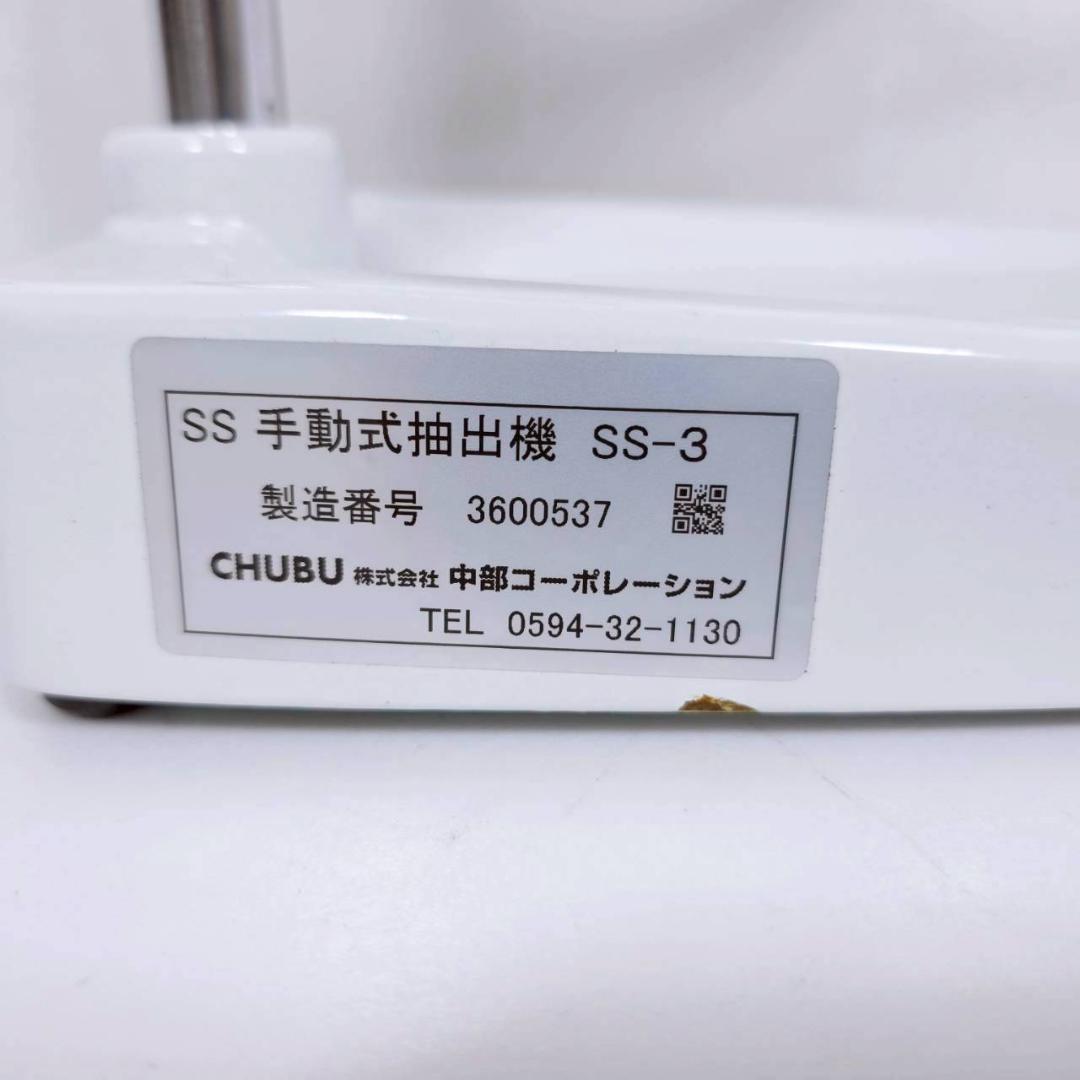 SS 手動式抽出機 SS-3
製造番号 3600537
CHUBU 株式会社 中部コーポレーション
TEL 0594-32-1130